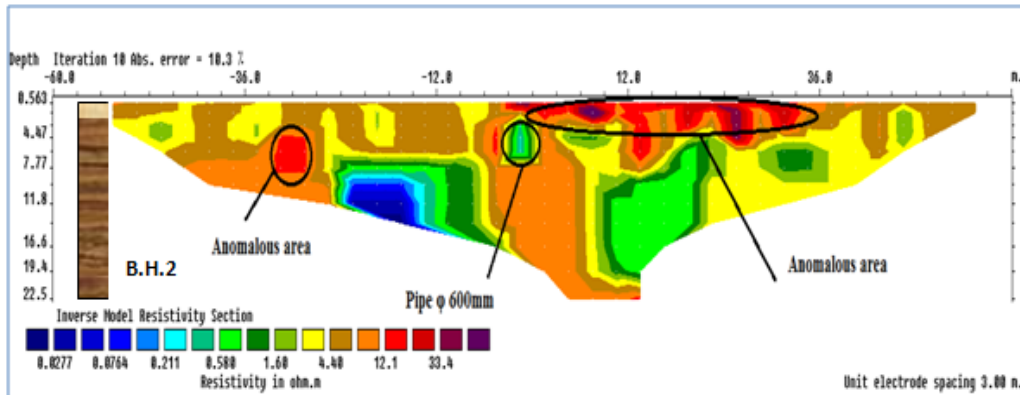 Depth Iteration 10 Abs. error = 10.3 %
-60.0 -36.0 -12.0 12.0 36.0 m.
0.563
4.47
7.77
11.8
16.6
19.4
22.5
Anomalous area
B.H.2
Pipe φ 600mm
Anomalous area
Inverse Model Resistivity Section
0.0277 0.0764 0.211 0.580 1.60 4.40 12.1 33.4
Resistivity in ohm.m
Unit electrode spacing 3.00 m.